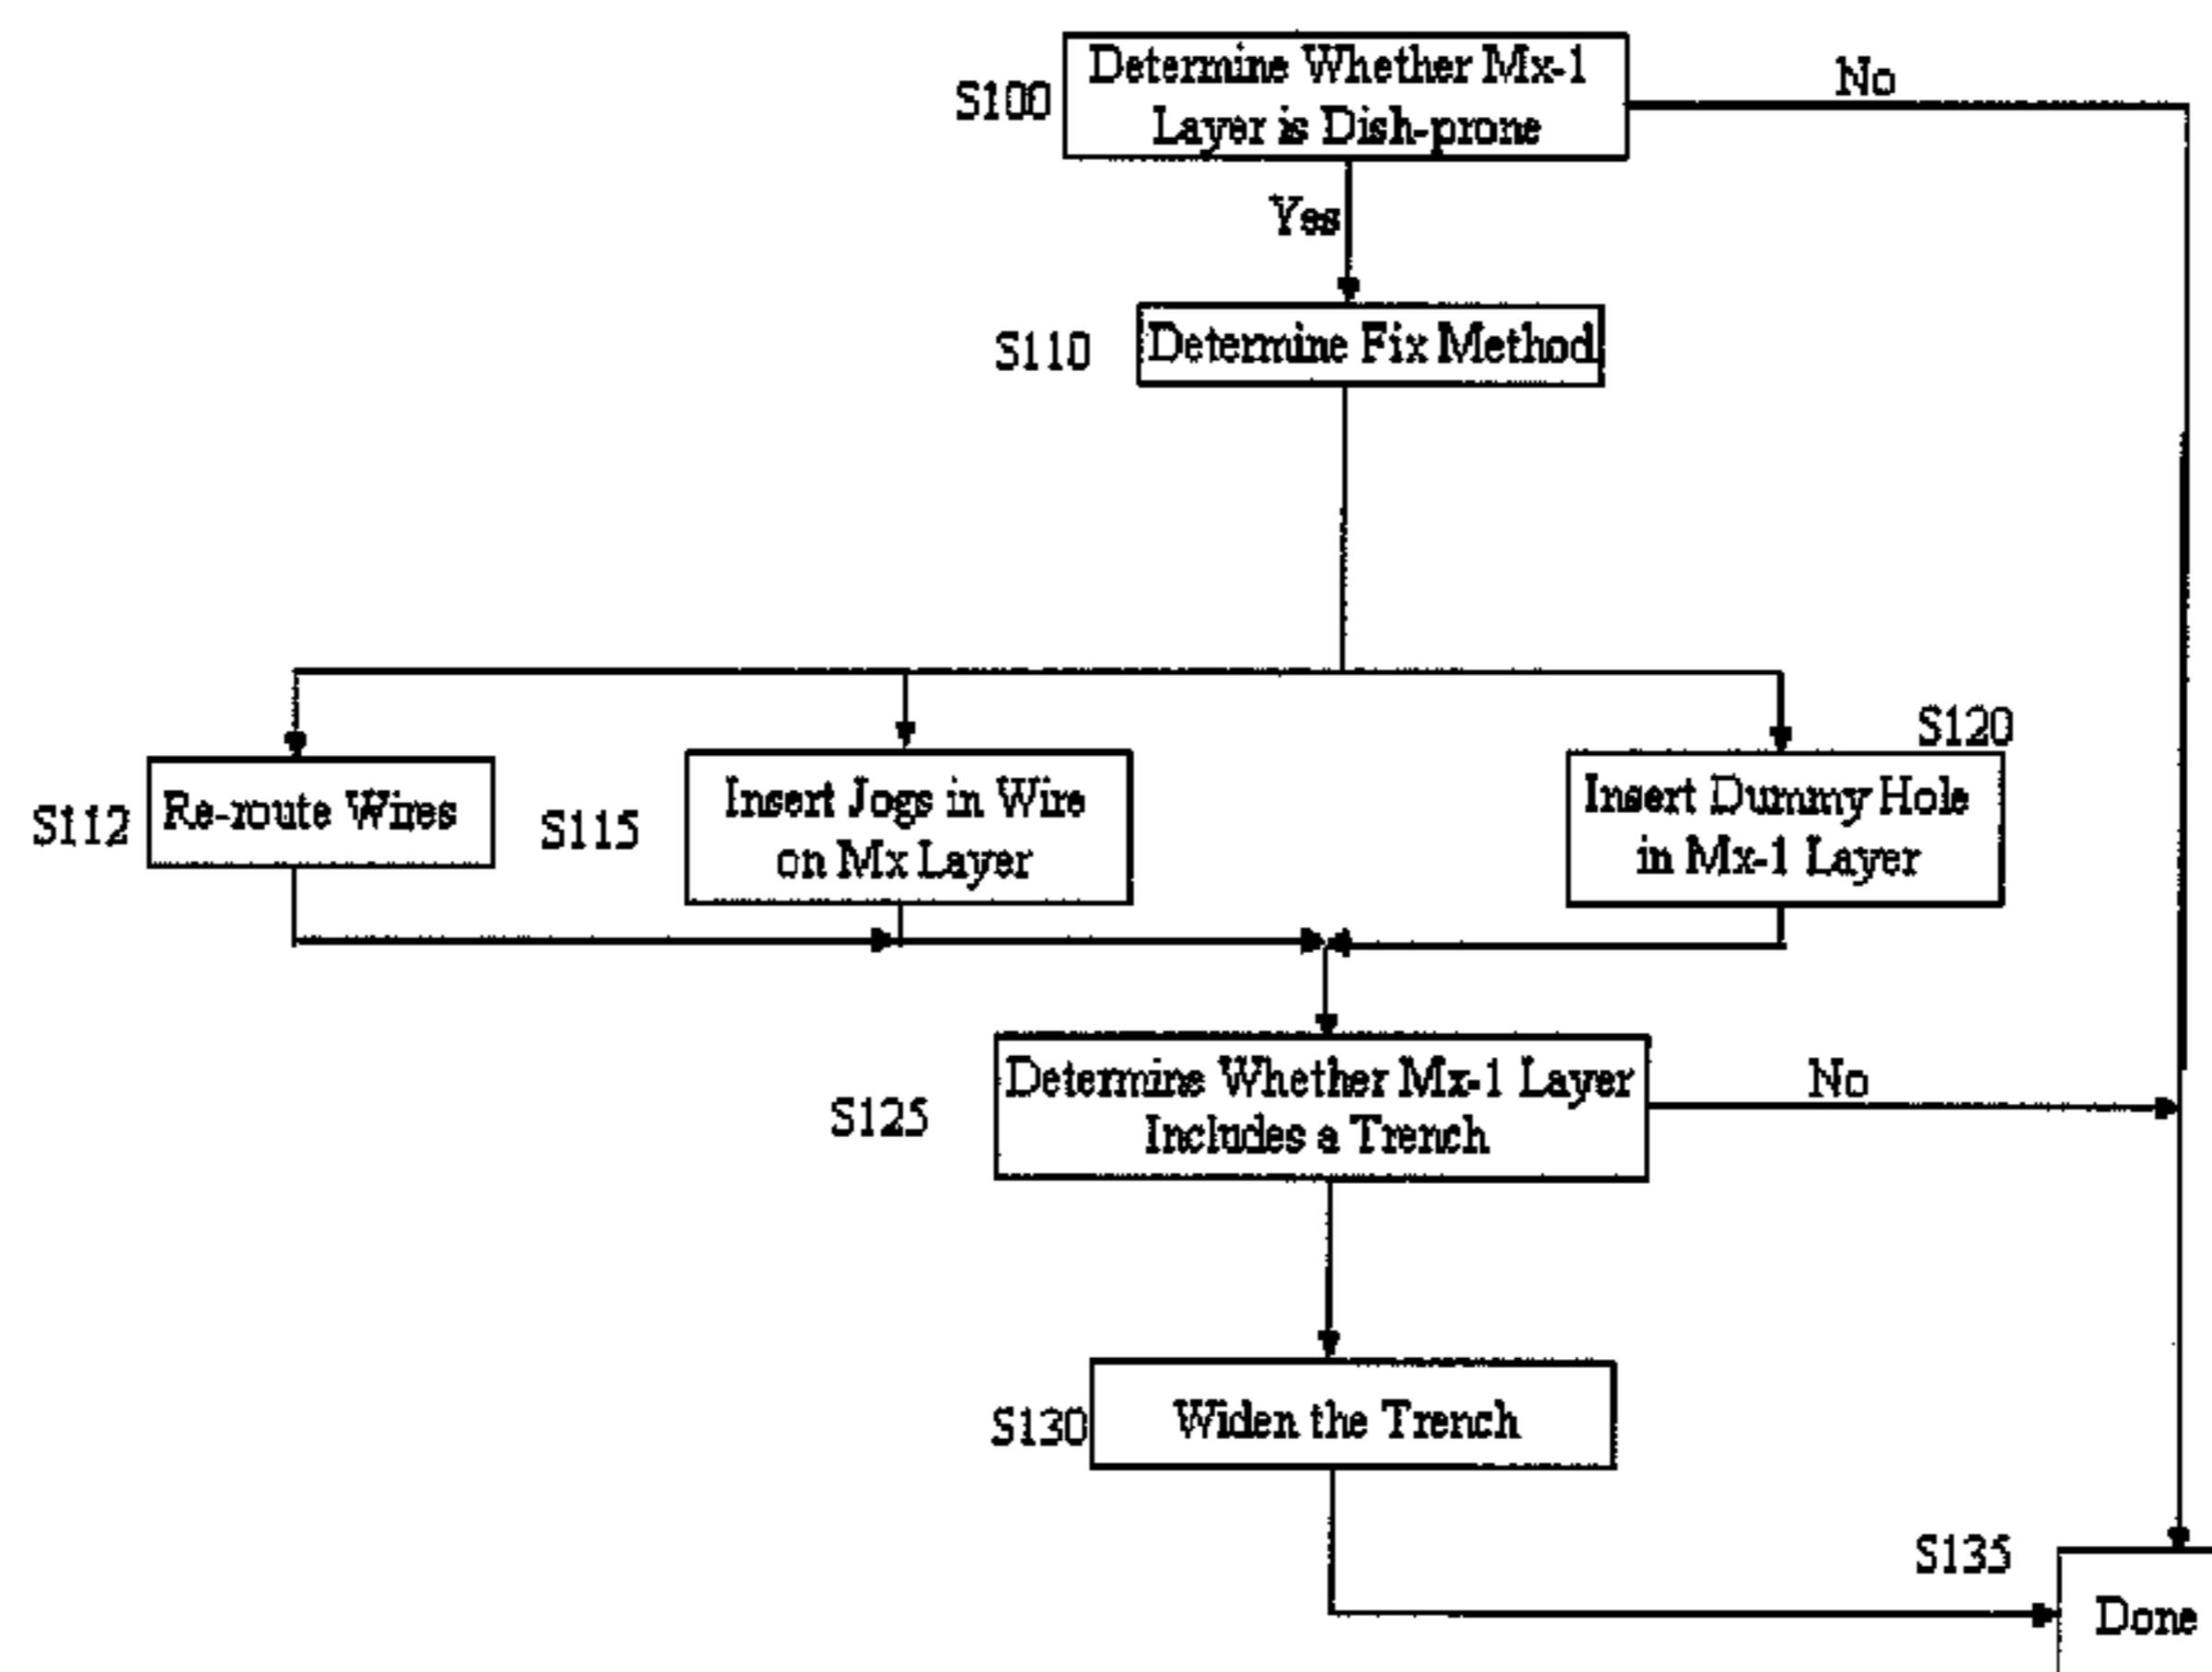 S100
Determine Whether Mx-1
Layer is Dish-prone
No
Yes
S110
Determine Fix Method
S112
Re-route Wires
S115
Insert Jogs in Wire
on Mx Layer
S120
Insert Dummy Hole
in Mx-1 Layer
S125
Determine Whether Mx-1 Layer
Includes a Trench
No
S130
Widen the Trench
S135
Done